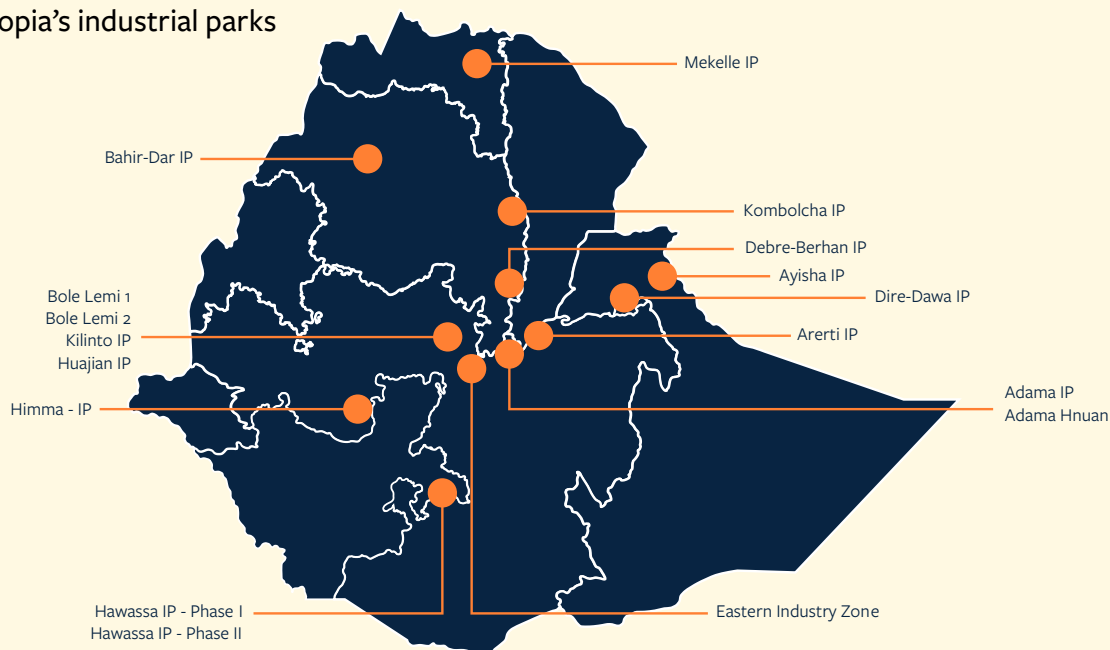 opia's industrial parks
Mekelle IP
Bahir-Dar IP
Kombolcha IP
Debre-Berhan IP
Ayisha IP
Dire-Dawa IP
Bole Lemi 1
Bole Lemi 2
Kilinto IP
Huajian IP
Arerti IP
Adama IP
Adama Hnuan
Himma - IP
Hawassa IP - Phase I
Hawassa IP - Phase II
Eastern Industry Zone